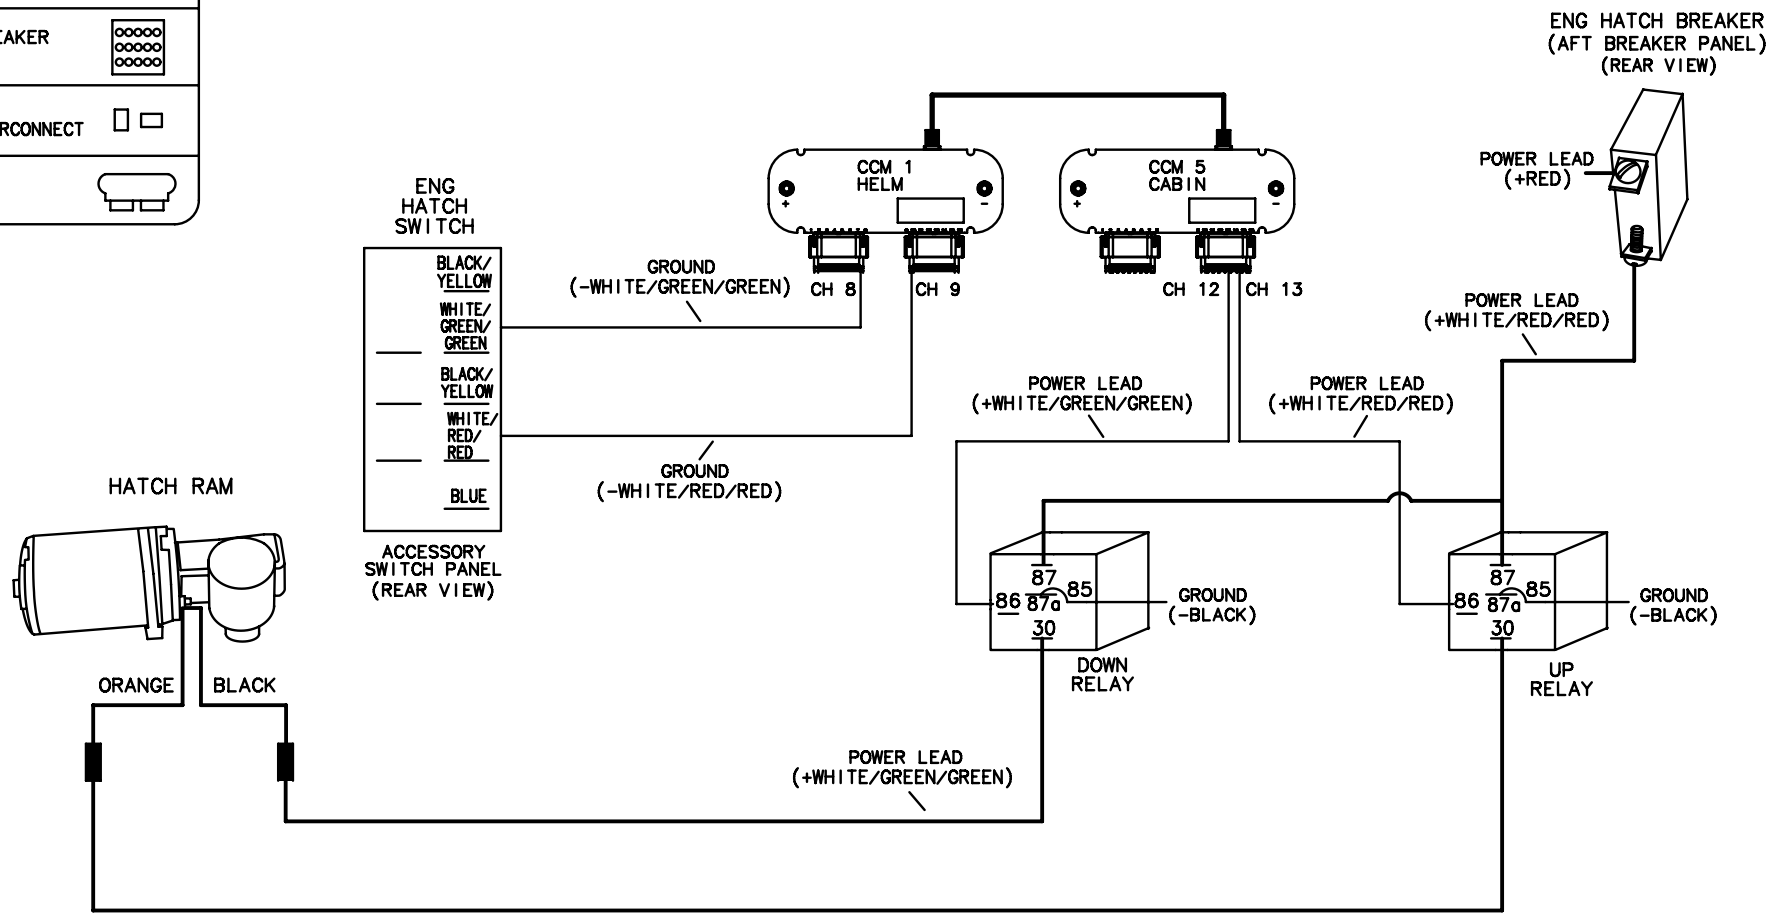 EAKER
RCONNECT
ENG HATCH BREAKER
(AFT BREAKER PANEL)
(REAR VIEW)
POWER LEAD
(+RED)
CCM 1
HELM
+
-
CCM 5
CABIN
+
-
CH 8
CH 9
CH 12
CH 13
ENG
HATCH
SWITCH
BLACK/
YELLOW
WHITE/
GREEN/
GREEN
BLACK/
YELLOW
WHITE/
RED/
RED
BLUE
ACCESSORY
SWITCH PANEL
(REAR VIEW)
GROUND
(-WHITE/GREEN/GREEN)
GROUND
(-WHITE/RED/RED)
POWER LEAD
(+WHITE/RED/RED)
POWER LEAD
(+WHITE/GREEN/GREEN)
POWER LEAD
(+WHITE/RED/RED)
HATCH RAM
ORANGE
BLACK
87
86 87a 85
30
GROUND
(-BLACK)
DOWN
RELAY
87
86 87a 85
30
GROUND
(-BLACK)
UP
RELAY
POWER LEAD
(+WHITE/GREEN/GREEN)